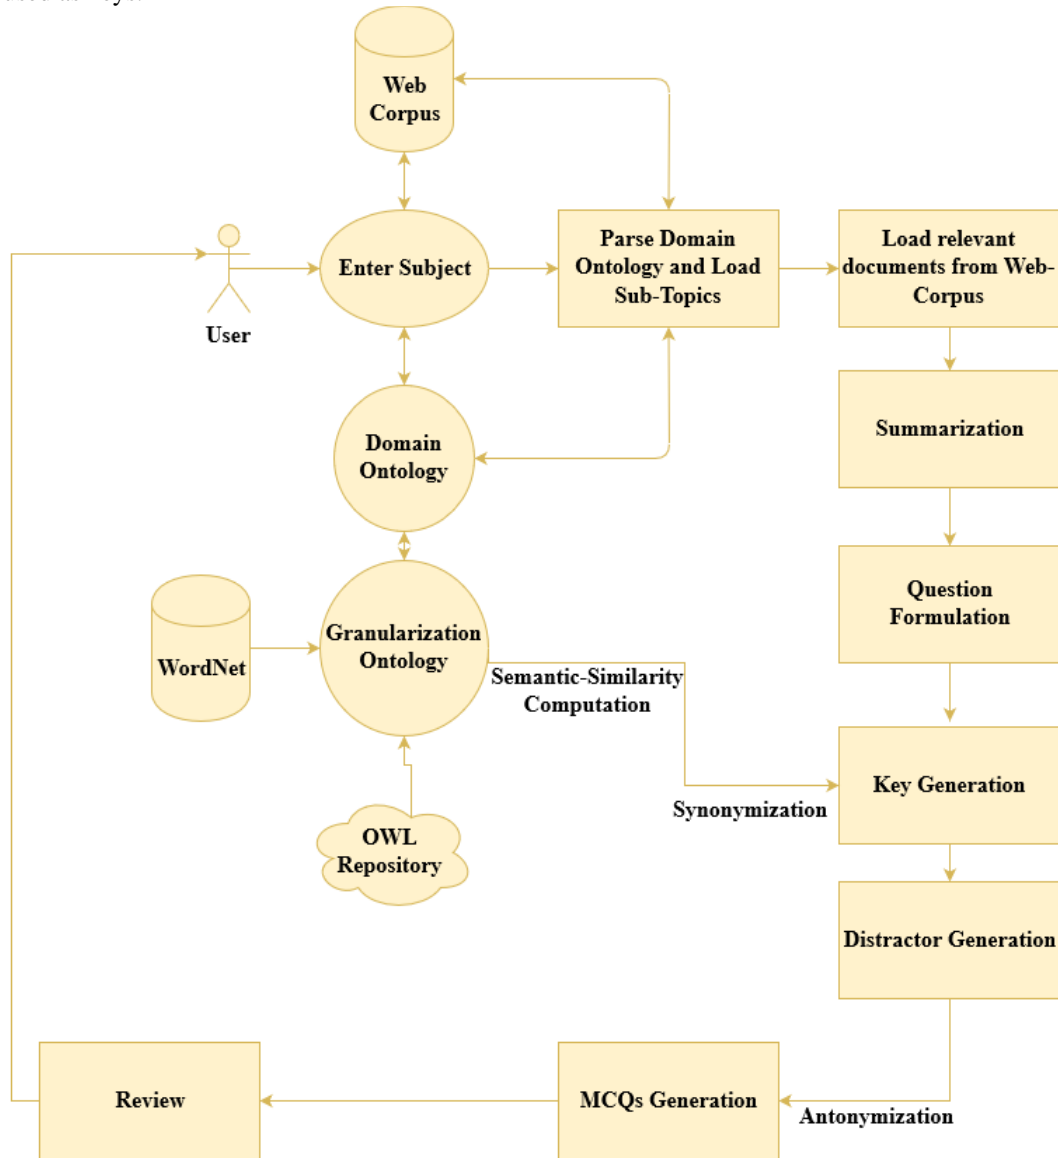 Web
Corpus
Enter Subject
Parse Domain
Ontology and Load
Sub-Topics
Load relevant
documents from Web-
Corpus
User
Domain
Ontology
Summarization
Question
Formulation
WordNet
Granularization
Ontology
Semantic-Similarity
Computation
Key Generation
Synonymization
OWL
Repository
Distractor Generation
Review
MCQs Generation
Antonymization